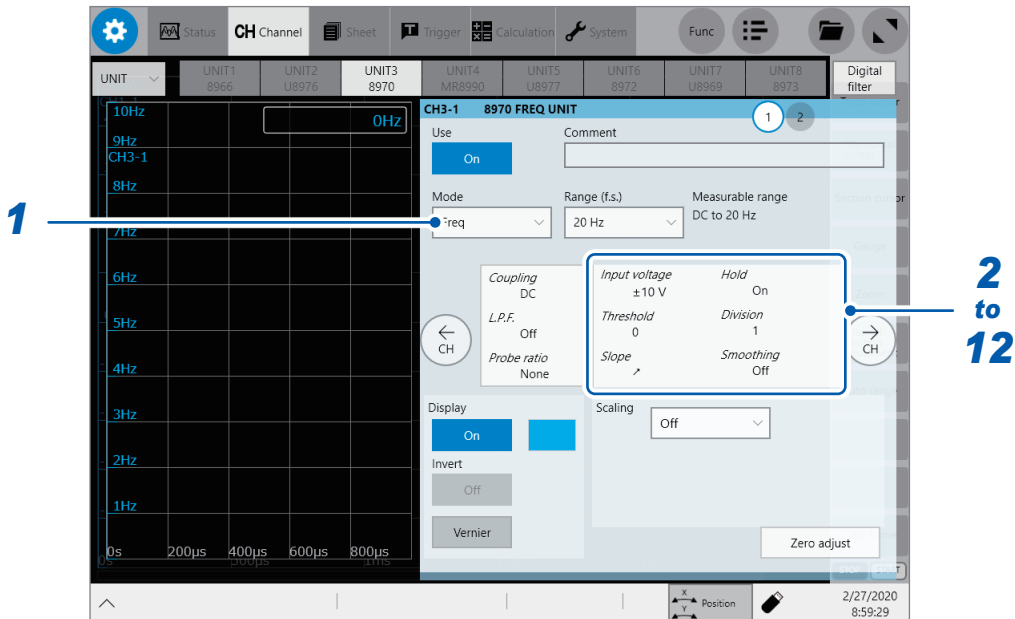 Status CH Channel Sheet Trigger Calculation System Func
UNIT UNIT1 UNIT2 UNIT3 UNIT4 UNIT5 UNIT6 UNIT7 UNIT8 Digital
8966 U8976 8970 MR8990 U8977 8972 U8969 8973 filter
CH3-1 8970 FREQ UNIT 1 2
10Hz
0Hz
9Hz
CH3-1
8Hz
7Hz
6Hz
5Hz
4Hz
3Hz
2Hz
1Hz
0s 200µs 400µs 600µs 800µs
Use Comment
On
Mode Range (f.s.) Measurable range
Freq 20 Hz DC to 20 Hz
1
Coupling
DC
L.P.F.
Off
Probe ratio
None
Input voltage Hold
±10 V On
Threshold Division
0 1
Slope Smoothing
↗ Off
2
to
12
← CH
→ CH
Display Scaling
On Off
Invert
Off
Vernier
Zero adjust
X
Y
Position
2/27/2020
8:59:29